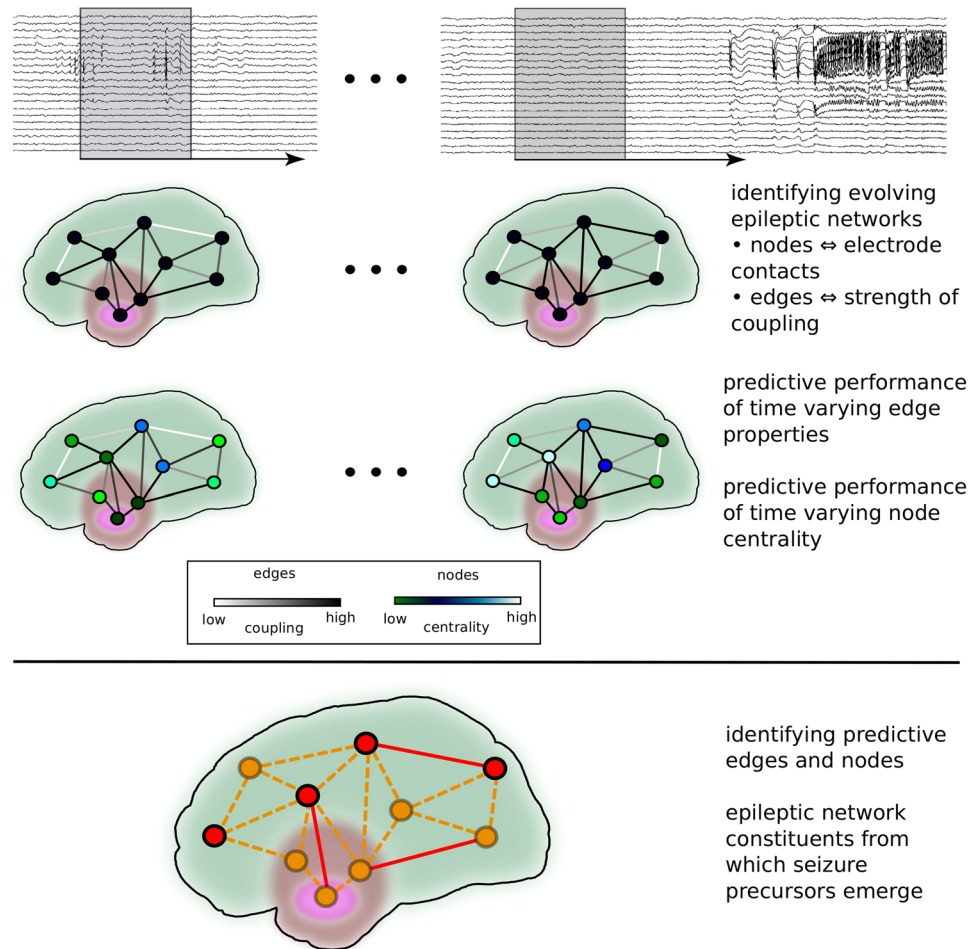 identifying evolving
epileptic networks
• nodes ⇔ electrode
contacts
• edges ⇔ strength of
coupling
predictive performance
of time varying edge
properties
predictive performance
of time varying node
centrality
edges
nodes
low
high
low
high
coupling
centrality
identifying predictive
edges and nodes
epileptic network
constituents from
which seizure
precursors emerge